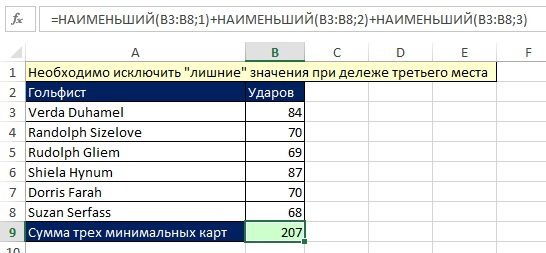 fx =НАИМЕНЬШИЙ(B3:B8;1)+НАИМЕНЬШИЙ(B3:B8;2)+НАИМЕНЬШИЙ(B3:B8;3)
A B C D E F
1 Необходимо исключить "лишние" значения при дележе третьего места
2 Гольфист Ударов
3 Verda Duhamel 84
4 Randolph Sizelove 70
5 Rudolph Gliem 69
6 Shiela Hynum 87
7 Dorris Farah 70
8 Suzan Serfass 68
9 Сумма трех минимальных карт 207
10